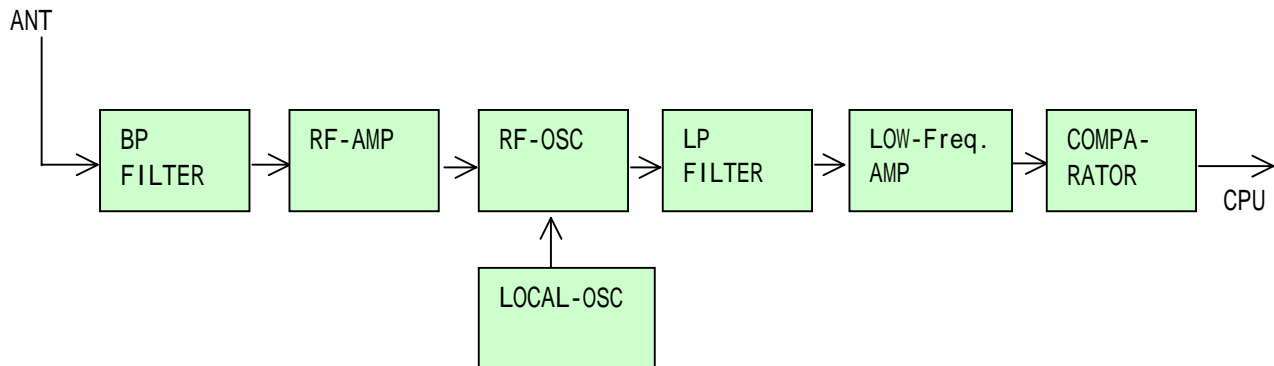 ANT
BP
FILTER
RF-AMP
RF-OSC
LP
FILTER
LOW-Freq.
AMP
COMPA-
RATOR
CPU
LOCAL-OSC